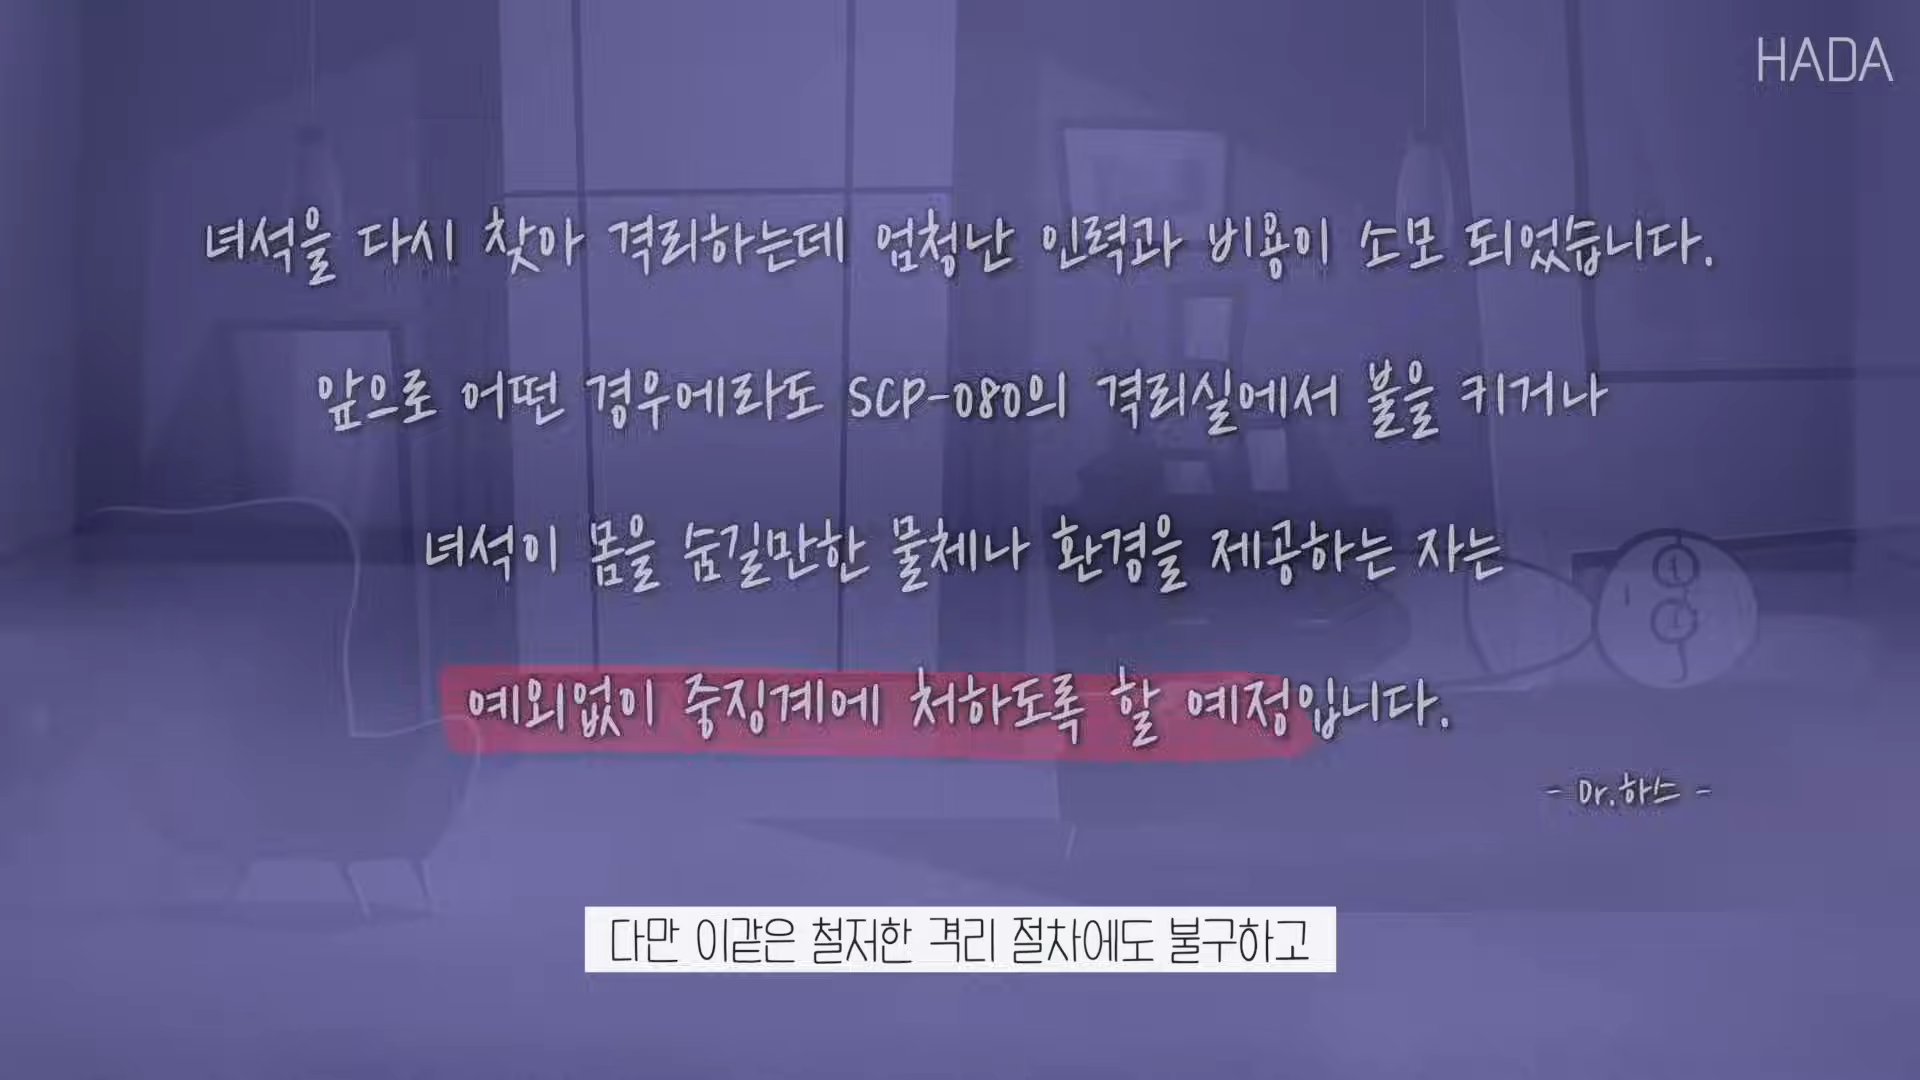 HADA
녀석을 다시 찾아 격리하는데 엄청난 인력과 비용이 소모 되었습니다.
앞으로 어떤 경우에라도 SCP-080의 격리실에서 불을 키거나
녀석이 몸을 숨길만한 물체나 환경을 제공하는 자는
예외없이 중징계에 처하도록 할 예정입니다.
- Dr.하스 -
다만 이같은 철저한 격리 절차에도 불구하고